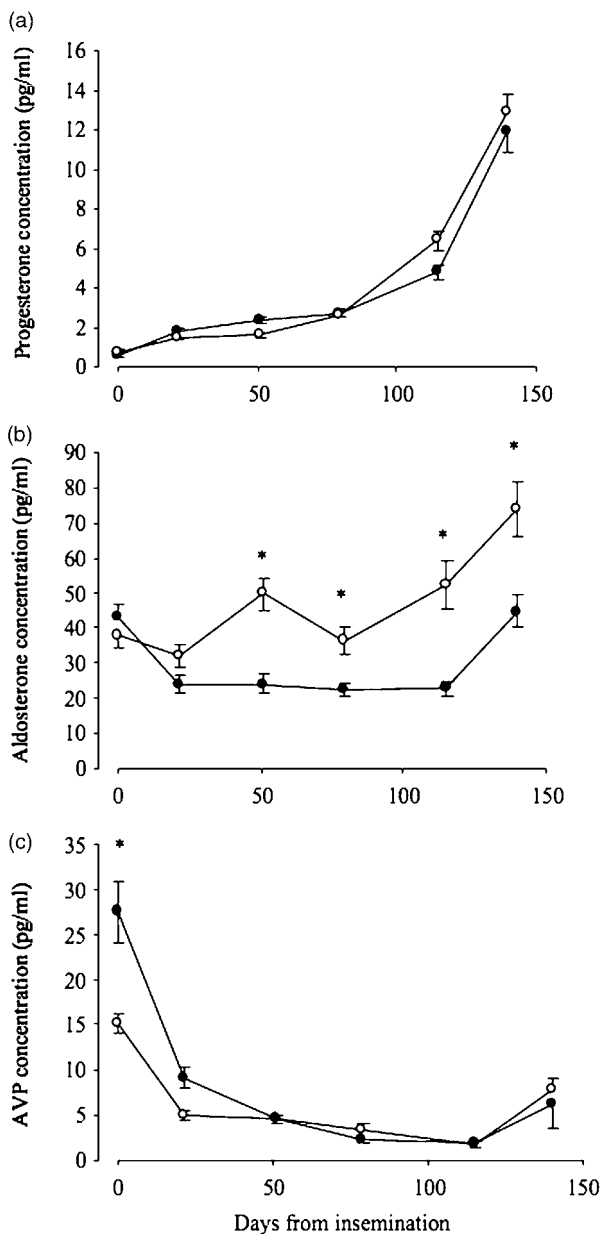 (a)
Progesterone concentration (pg/ml)
16
14
12
10
8
6
4
2
0
0 50 100 150
(b)
Aldosterone concentration (pg/ml)
90
80
70
60
50
40
30
20
10
0
* * * *
0 50 100 150
(c)
AVP concentration (pg/ml)
35
30
25
20
15
10
5
0
*
0 50 100 150
Days from insemination